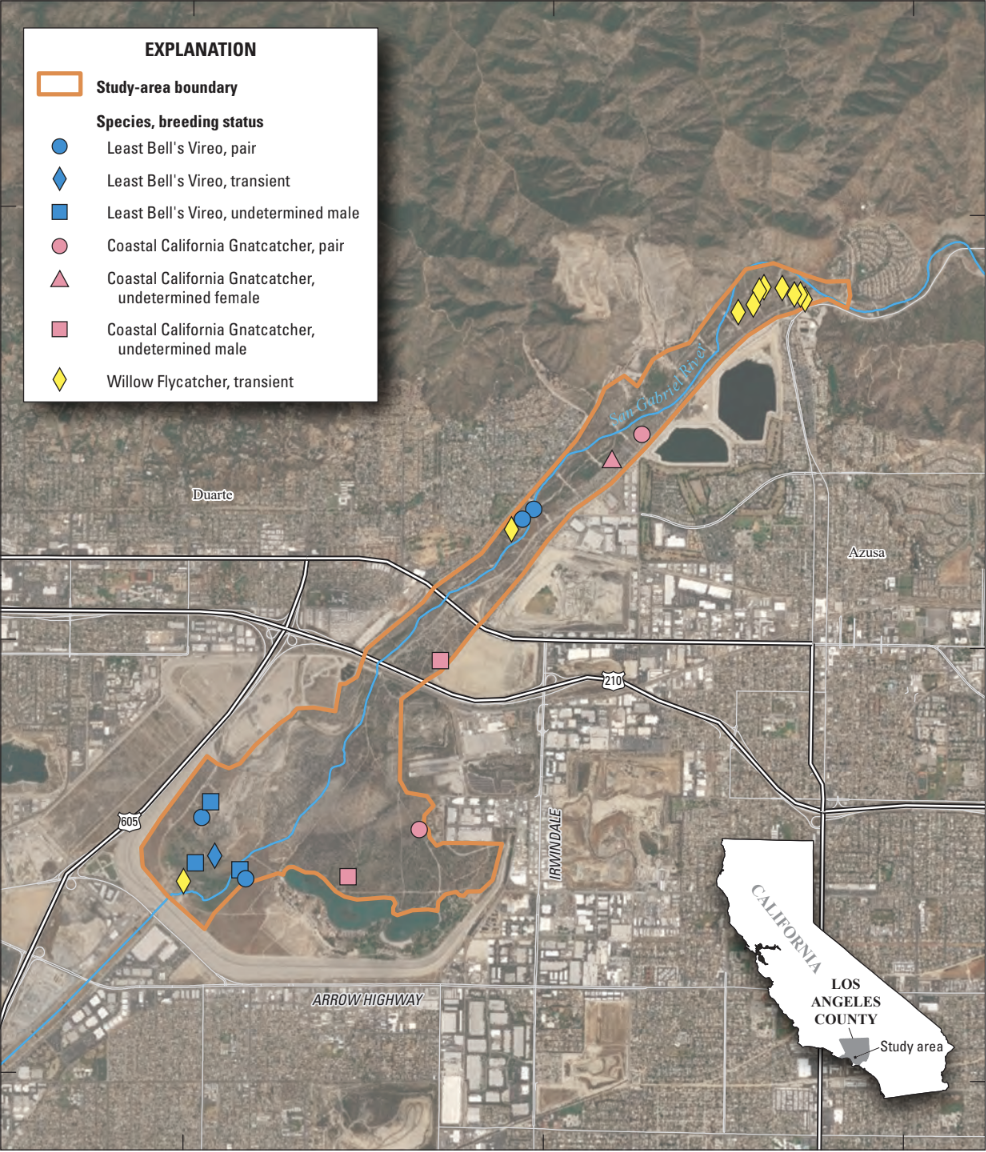 EXPLANATION
Study-area boundary
Species, breeding status
Least Bell's Vireo, pair
Least Bell's Vireo, transient
Least Bell's Vireo, undetermined male
Coastal California Gnatcatcher, pair
Coastal California Gnatcatcher,
undetermined female
Coastal California Gnatcatcher,
undetermined male
Willow Flycatcher, transient
San Gabriel River
Duarte
Azusa
210
605
IRWINDALE
ARROW HIGHWAY
CALIFORNIA
LOS
ANGELES
COUNTY
Study area